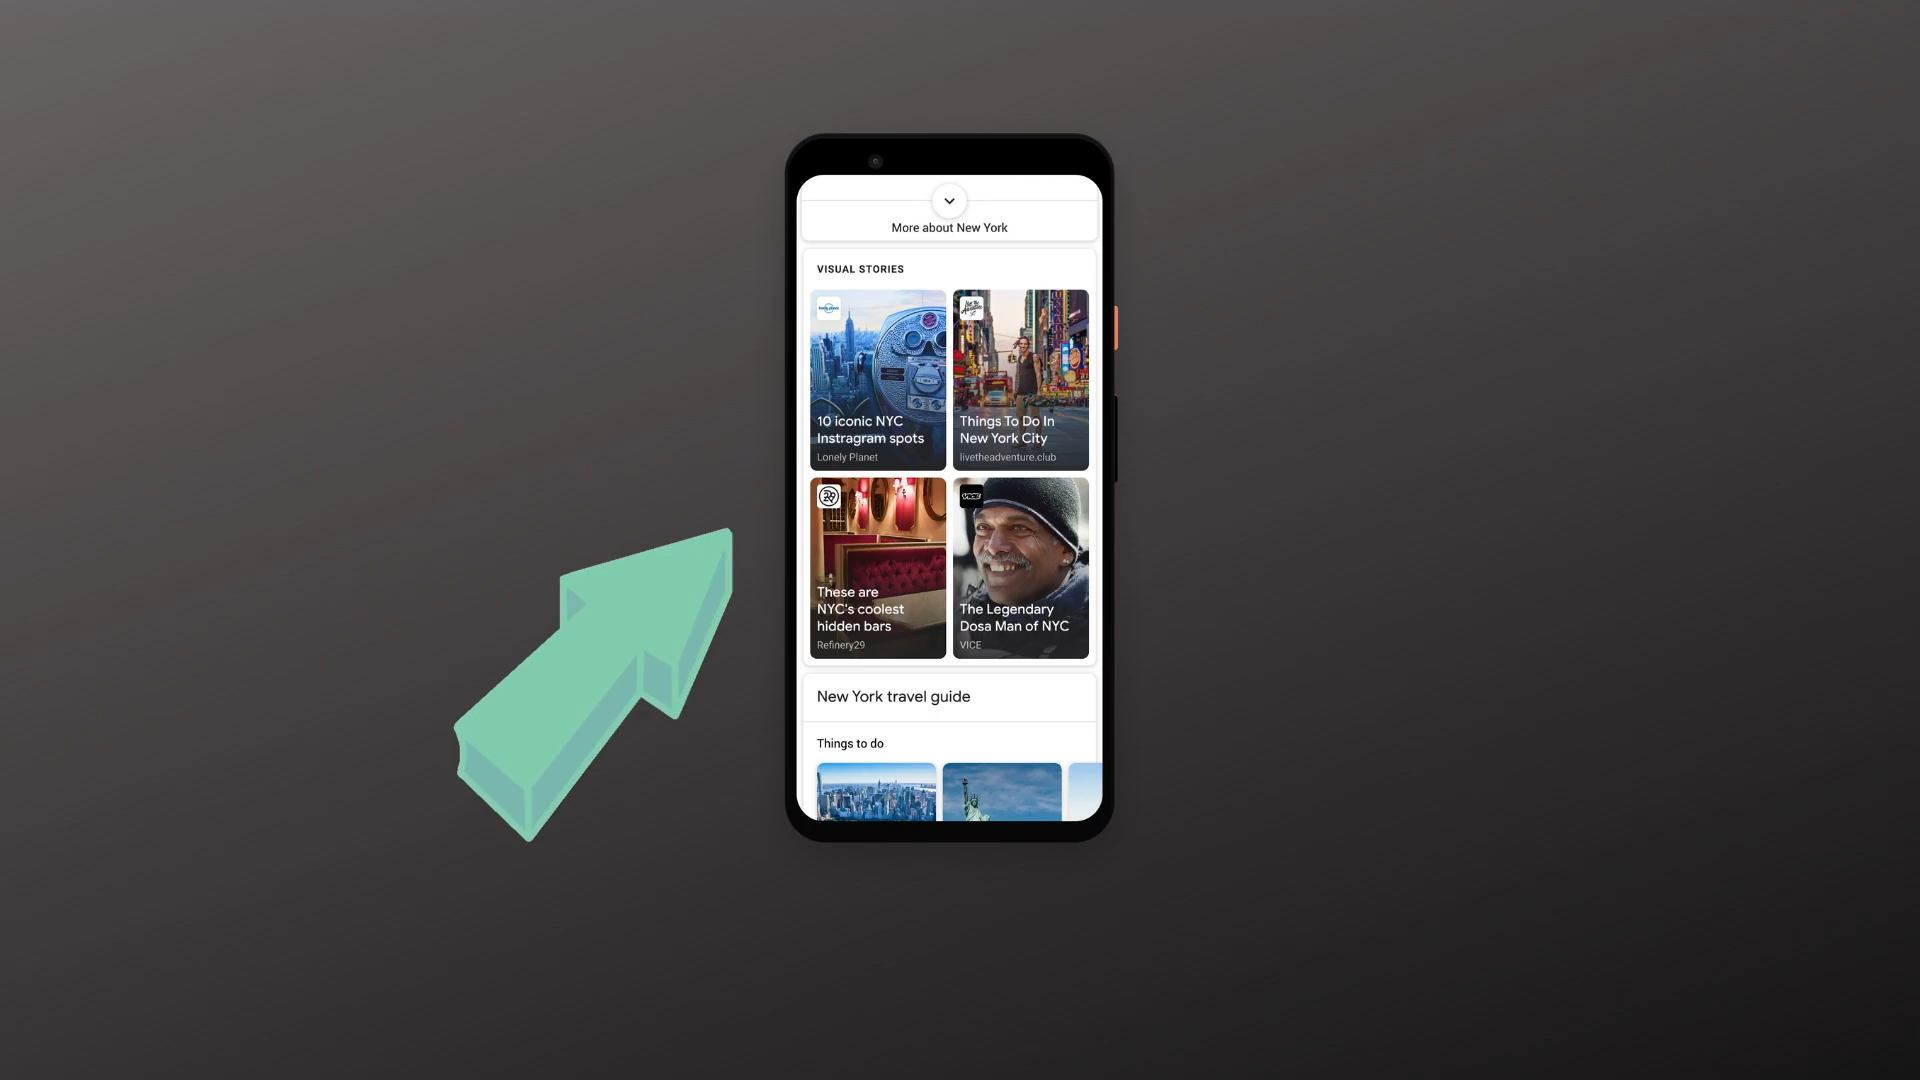 More about New York
VISUAL STORIES
10 iconic NYC
Instragram spots
Lonely Planet
Things To Do In
New York City
livetheadventure.club
These are
NYC's coolest
hidden bars
Refinery29
VICE
The Legendary
Dosa Man of NYC
VICE
New York travel guide
Things to do